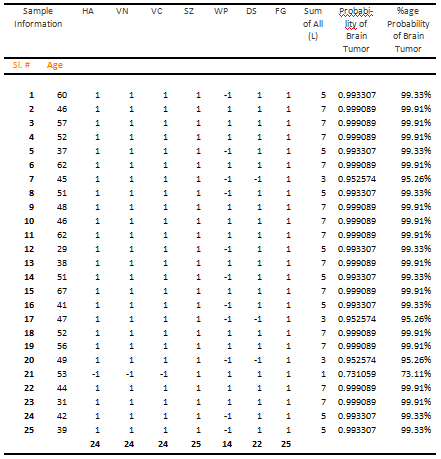 Sample Information HA VN VC SZ WP DS FG Sum of All (L) Probabi-lity of Brain Tumor %age Probability of Brain Tumor
Sl. # Age
1 60 1 1 1 1 -1 1 1 5 0.993307 99.33%
2 46 1 1 1 1 1 1 1 7 0.999089 99.91%
3 57 1 1 1 1 1 1 1 7 0.999089 99.91%
4 52 1 1 1 1 1 1 1 7 0.999089 99.91%
5 37 1 1 1 1 -1 1 1 5 0.993307 99.33%
6 62 1 1 1 1 1 1 1 7 0.999089 99.91%
7 45 1 1 1 1 -1 -1 1 3 0.952574 95.26%
8 51 1 1 1 1 -1 1 1 5 0.993307 99.33%
9 48 1 1 1 1 1 1 1 7 0.999089 99.91%
10 46 1 1 1 1 1 1 1 7 0.999089 99.91%
11 62 1 1 1 1 1 1 1 7 0.999089 99.91%
12 29 1 1 1 1 -1 1 1 5 0.993307 99.33%
13 38 1 1 1 1 1 1 1 7 0.999089 99.91%
14 51 1 1 1 1 -1 1 1 5 0.993307 99.33%
15 67 1 1 1 1 1 1 1 7 0.999089 99.91%
16 41 1 1 1 1 -1 1 1 5 0.993307 99.33%
17 47 1 1 1 1 -1 -1 1 3 0.952574 95.26%
18 52 1 1 1 1 1 1 1 7 0.999089 99.91%
19 56 1 1 1 1 1 1 1 7 0.999089 99.91%
20 49 1 1 1 1 -1 -1 1 3 0.952574 95.26%
21 53 -1 -1 -1 1 1 1 1 1 0.731059 73.11%
22 44 1 1 1 1 1 1 1 7 0.999089 99.91%
23 31 1 1 1 1 1 1 1 7 0.999089 99.91%
24 42 1 1 1 1 -1 1 1 5 0.993307 99.33%
25 39 1 1 1 1 -1 1 1 5 0.993307 99.33%
24 24 24 25 14 22 25